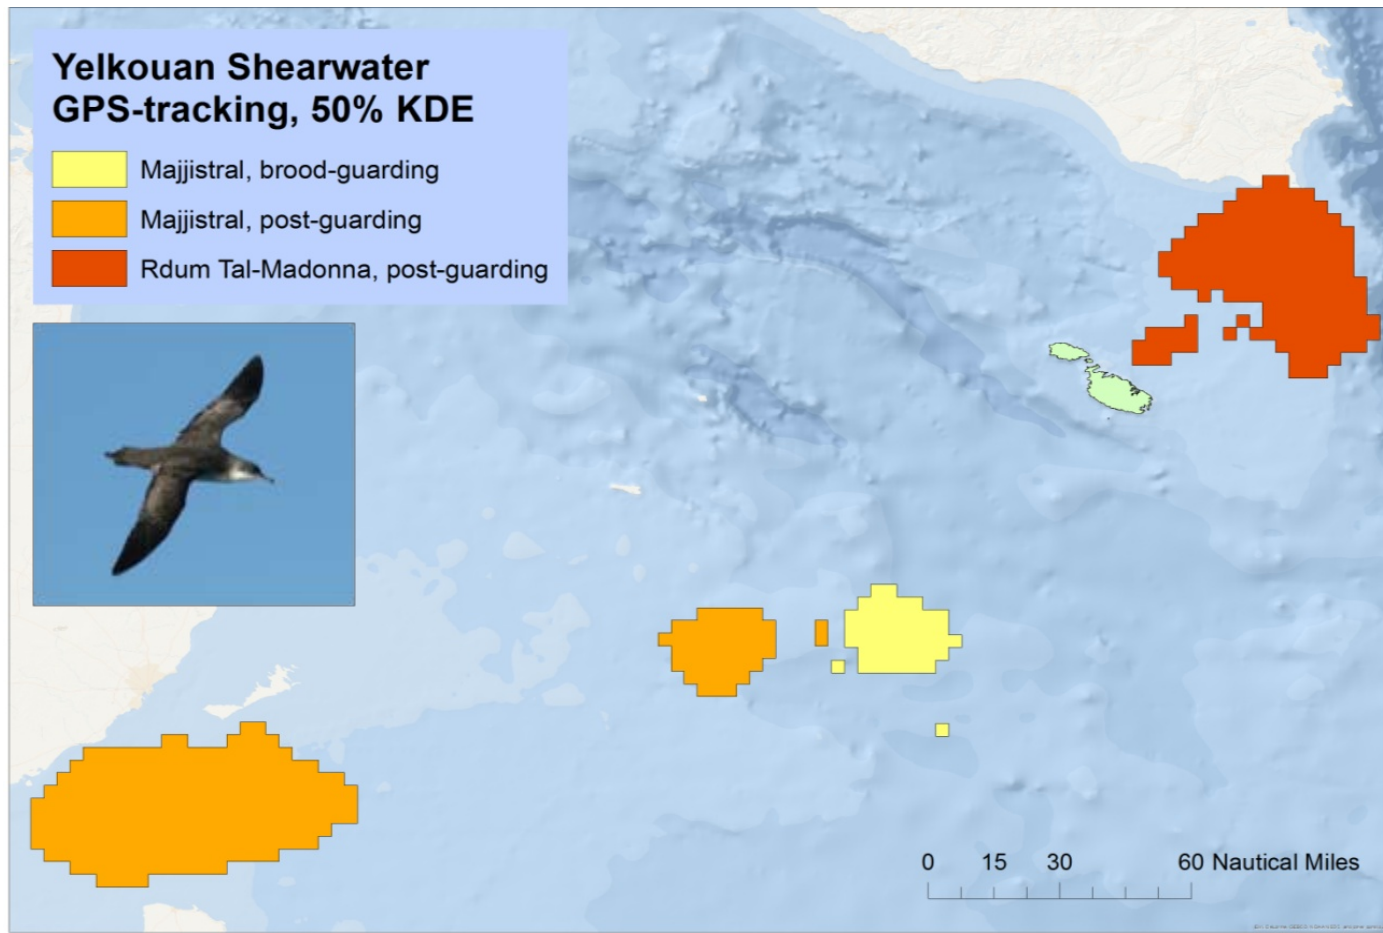 Yelkouan Shearwater
GPS-tracking, 50% KDE
Majjistral, brood-guarding
Majjistral, post-guarding
Rdum Tal-Madonna, post-guarding
0 15 30 60 Nautical Miles